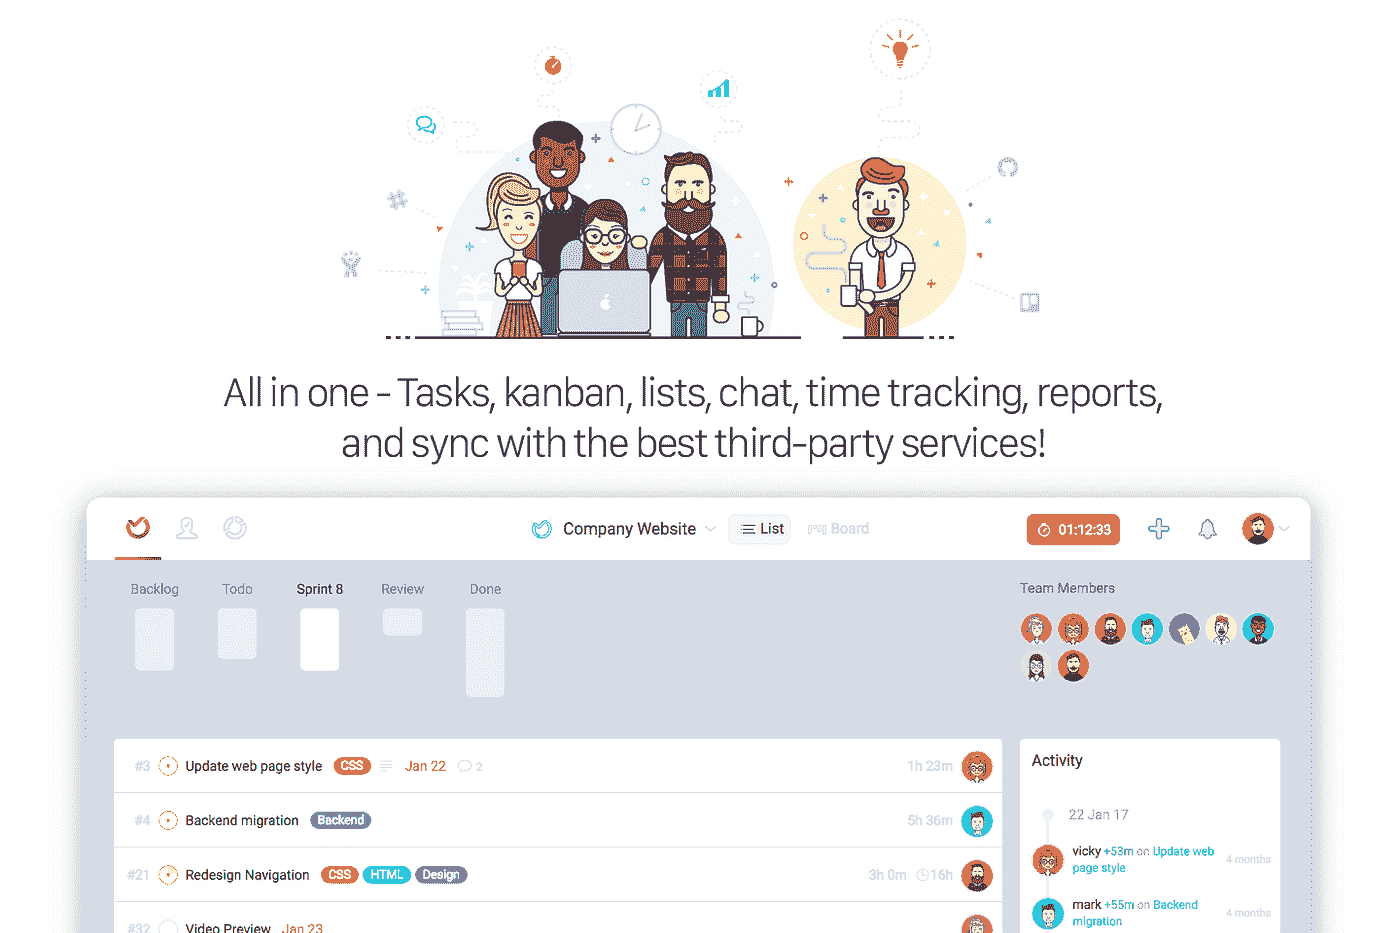 All in one - Tasks, kanban, lists, chat, time tracking, reports,
and sync with the best third-party services!
Company Website
List
Board
01:12:33
Backlog
Todo
Sprint 8
Review
Done
Team Members
#3 Update web page style CSS Jan 22 2 1h 23m
#4 Backend migration Backend 5h 36m
#21 Redesign Navigation CSS HTML Design 3h 0m 16h
#32 Video Preview Jan 23
Activity
22 Jan 17
vicky +53m on Update web
page style
4 months
mark +55m on Backend
migration
4 months